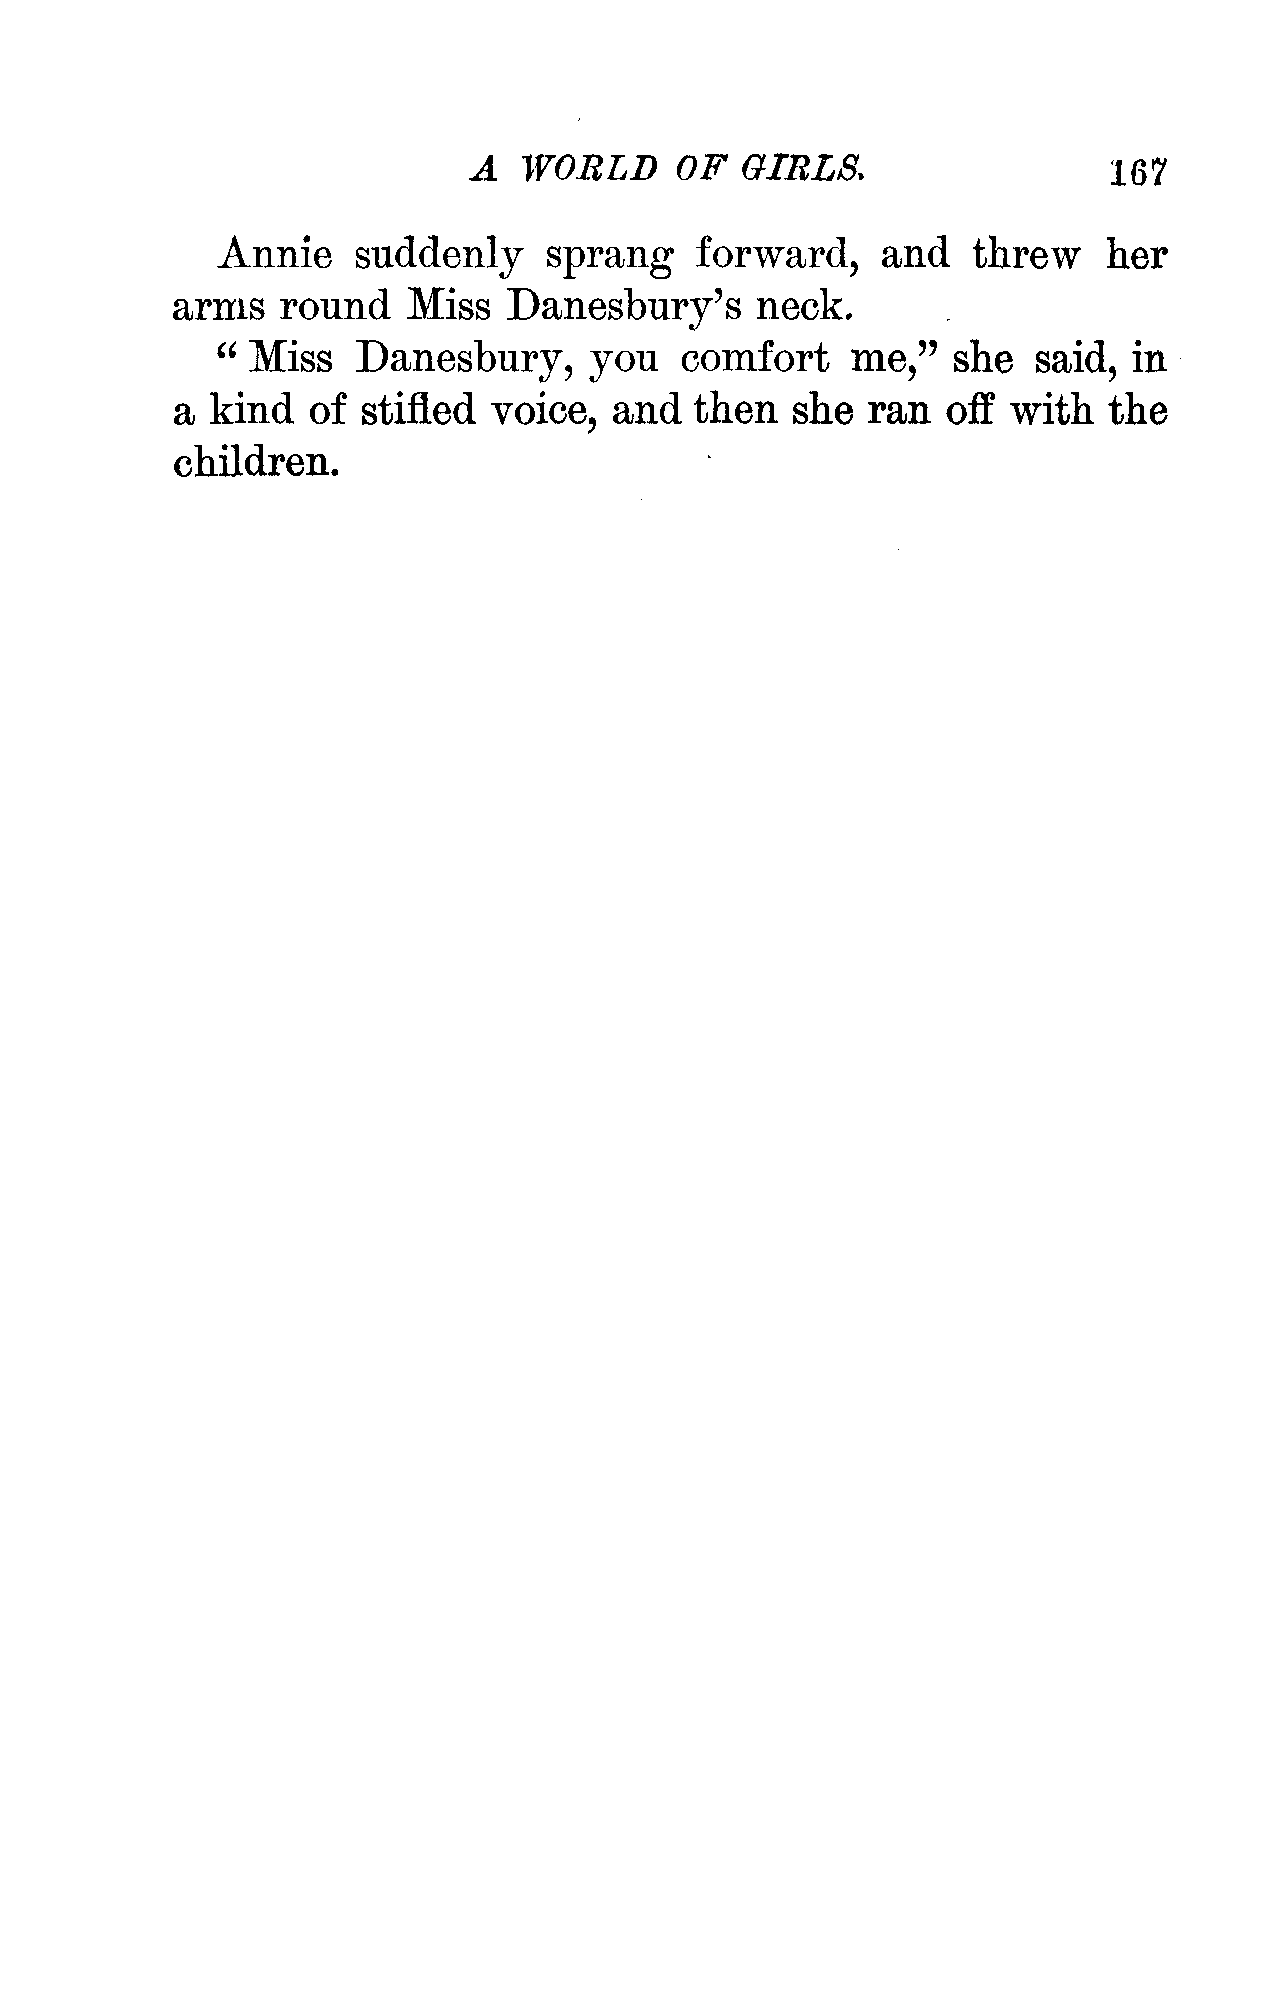 A WORLD OF GIRLS. 167
Annie suddenly sprang forward, and threw her
arms round Miss Danesbury's neck.
" Miss Danesbury, you comfort me," she said, in
a kind of stifled voice, and then she ran off with the
children.